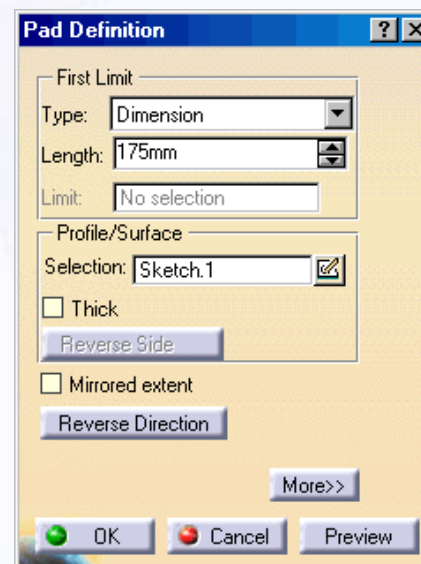 Pad Definition
First Limit
Type: Dimension
Length: 175mm
Limit: No selection
Profile/Surface
Selection: Sketch.1
Thick
Reverse Side
Mirrored extent
Reverse Direction
More>>
OK Cancel Preview